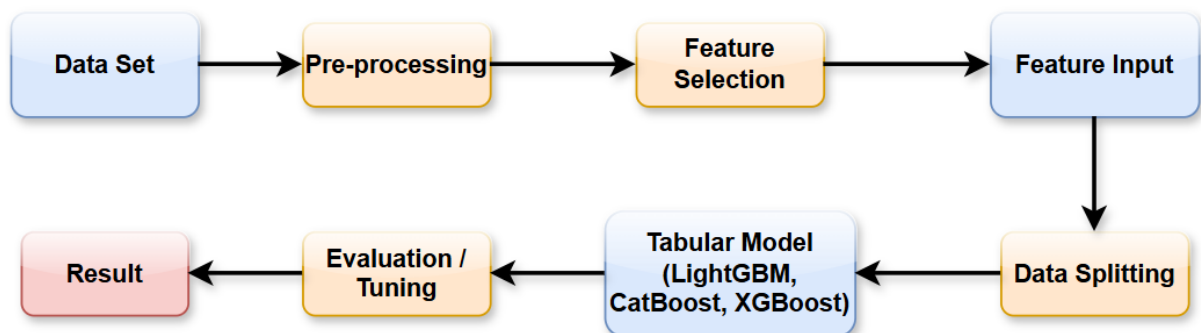 Data Set
Pre-processing
Feature
Selection
Feature Input
Result
Evaluation /
Tuning
Tabular Model
(LightGBM,
CatBoost, XGBoost)
Data Splitting